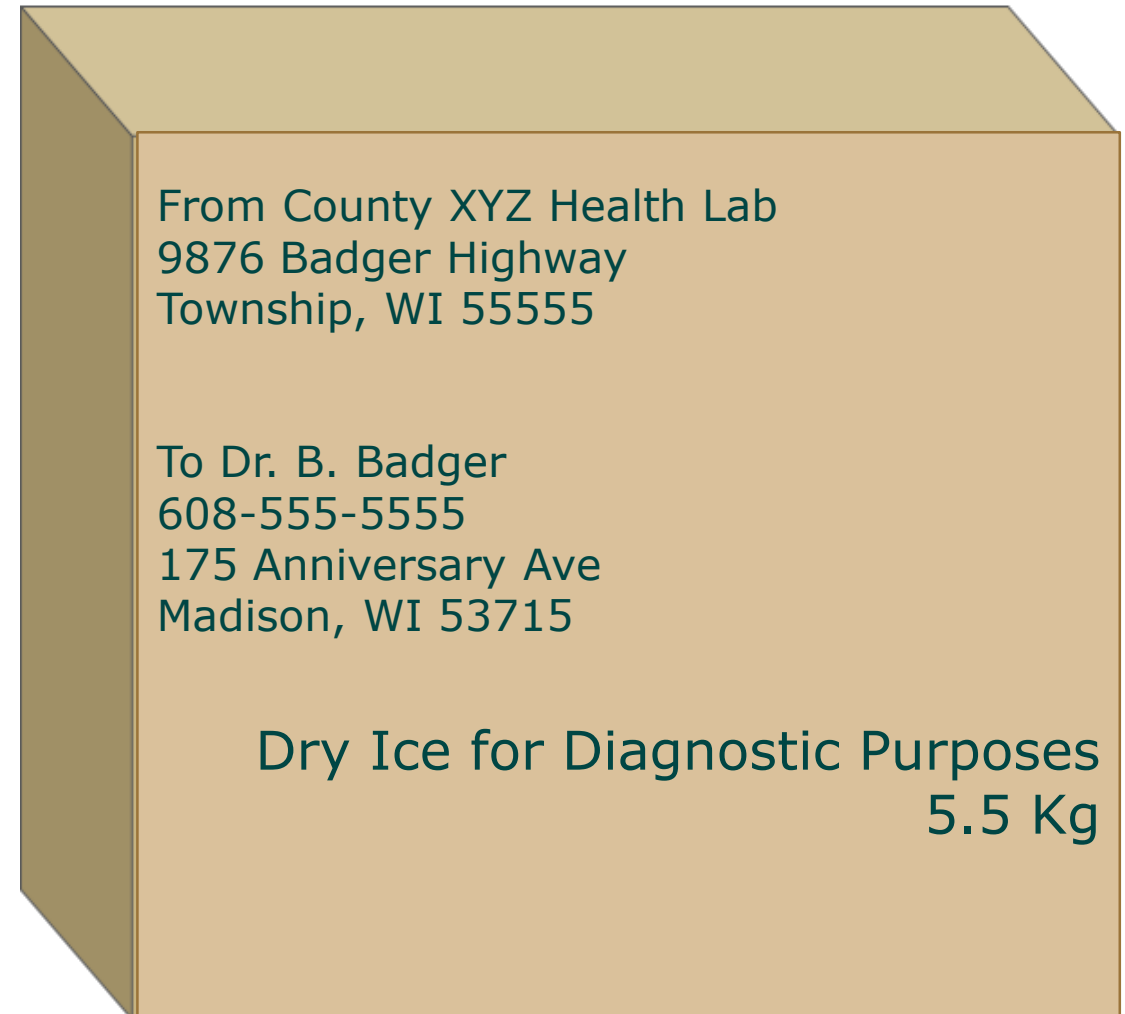 From County XYZ Health Lab
9876 Badger Highway
Township, WI 55555
To Dr. B. Badger
608-555-5555
175 Anniversary Ave
Madison, WI 53715
Dry Ice for Diagnostic Purposes
5.5 Kg